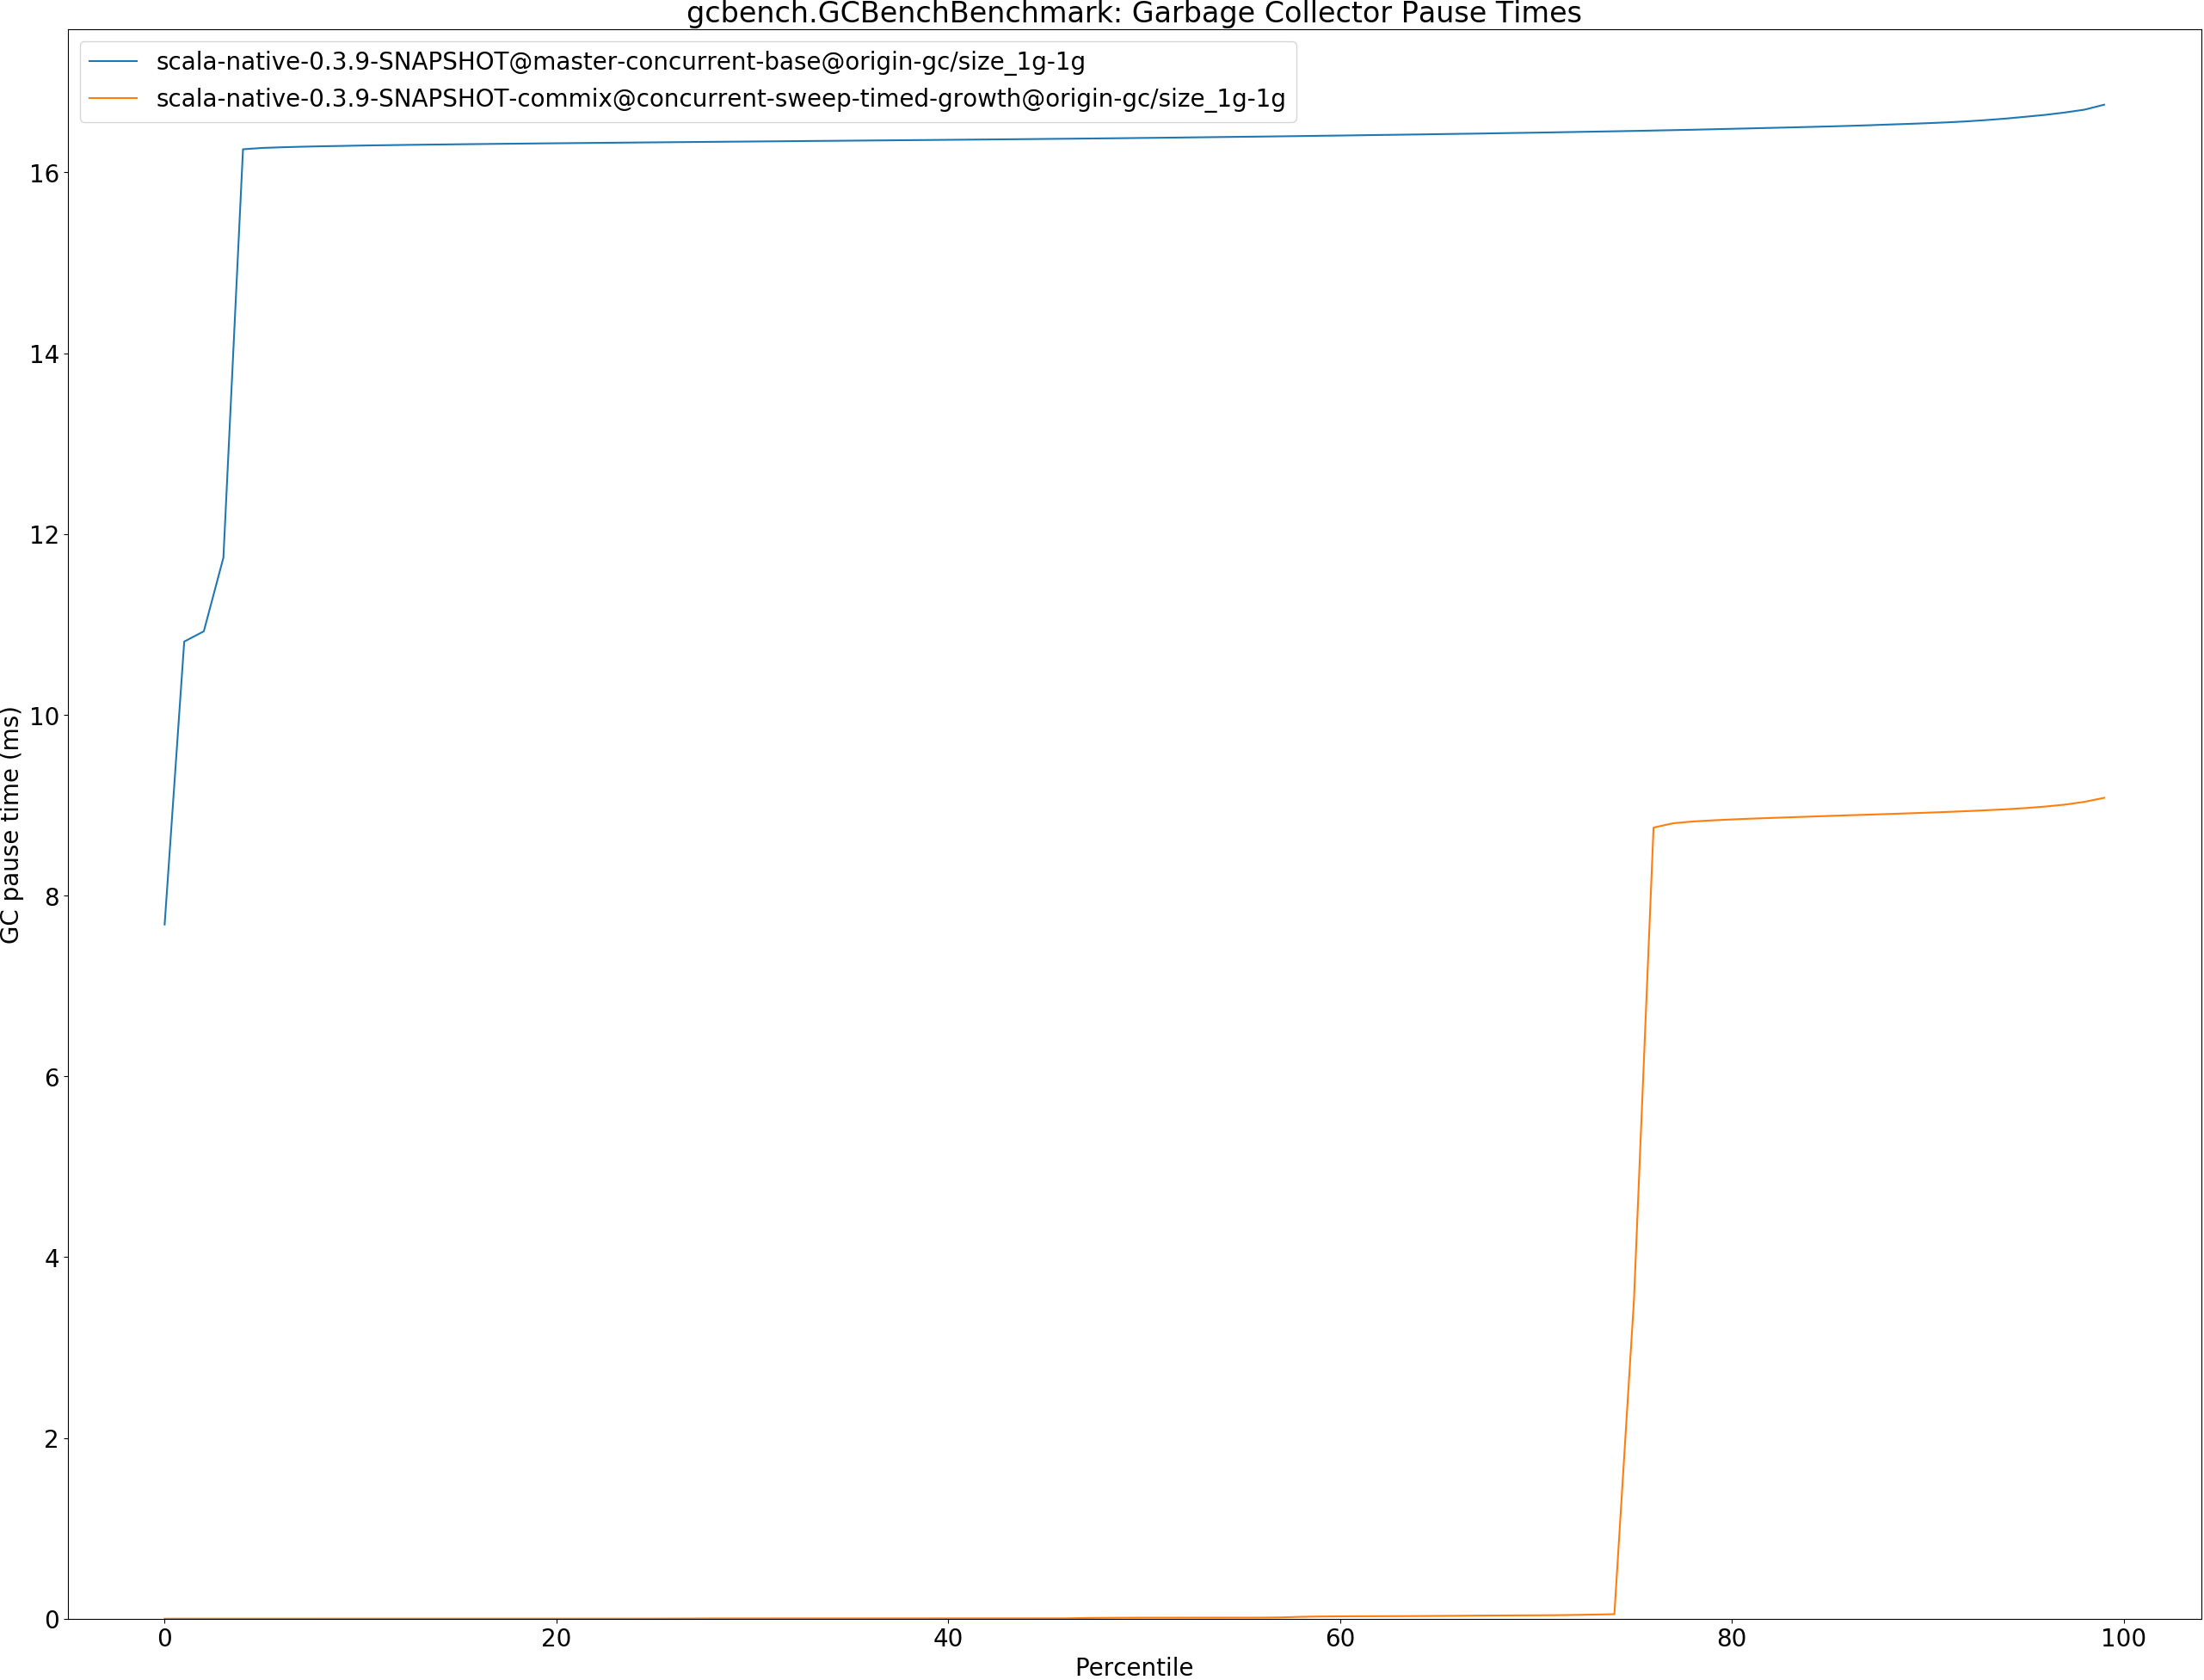 gcbench.GCBenchBenchmark: Garbage Collector Pause Times
scala-native-0.3.9-SNAPSHOT@master-concurrent-base@origin-gc/size_1g-1g
scala-native-0.3.9-SNAPSHOT-commix@concurrent-sweep-timed-growth@origin-gc/size_1g-1g
GC pause time (ms)
16
14
12
10
8
6
4
2
0
0 20 40 60 80 100
Percentile